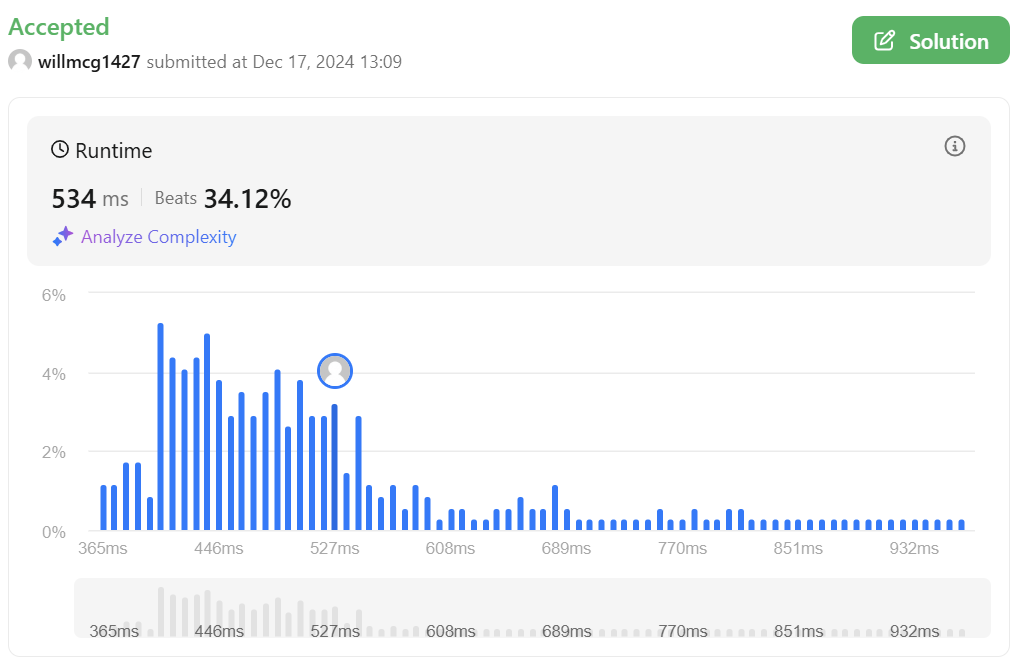 Accepted
willmcg1427 submitted at Dec 17, 2024 13:09
Solution
Runtime
534 ms Beats 34.12%
Analyze Complexity
6%
4%
2%
0%
365ms 446ms 527ms 608ms 689ms 770ms 851ms 932ms
365ms 446ms 527ms 608ms 689ms 770ms 851ms 932ms